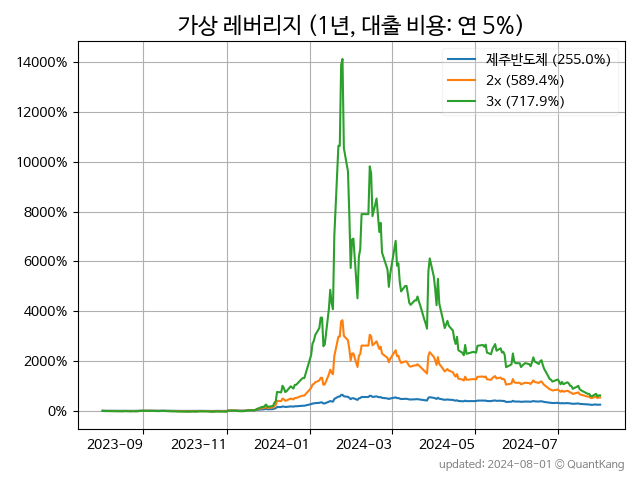 가상 레버리지 (1년, 대출 비용: 연 5%)
제주반도체 (255.0%)
2x (589.4%)
3x (717.9%)
14000%
12000%
10000%
8000%
6000%
4000%
2000%
0%
2023-09 2023-11 2024-01 2024-03 2024-05 2024-07
updated: 2024-08-01 © QuantKang